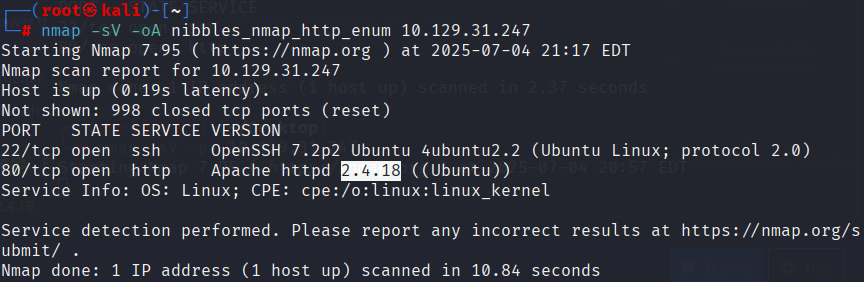 (root㉿kali)-[~]
# nmap -sV -oA nibbles_nmap_http_enum 10.129.31.247
Starting Nmap 7.95 ( https://nmap.org ) at 2025-07-04 21:17 EDT
Nmap scan report for 10.129.31.247
Host is up (0.19s latency).
Not shown: 998 closed tcp ports (reset)
PORT   STATE SERVICE VERSION
22/tcp open  ssh     OpenSSH 7.2p2 Ubuntu 4ubuntu2.2 (Ubuntu Linux; protocol 2.0)
80/tcp open  http    Apache httpd 2.4.18 ((Ubuntu))
Service Info: OS: Linux; CPE: cpe:/o:linux:linux_kernel
Service detection performed. Please report any incorrect results at https://nmap.org/s
ubmit/ .
Nmap done: 1 IP address (1 host up) scanned in 10.84 seconds